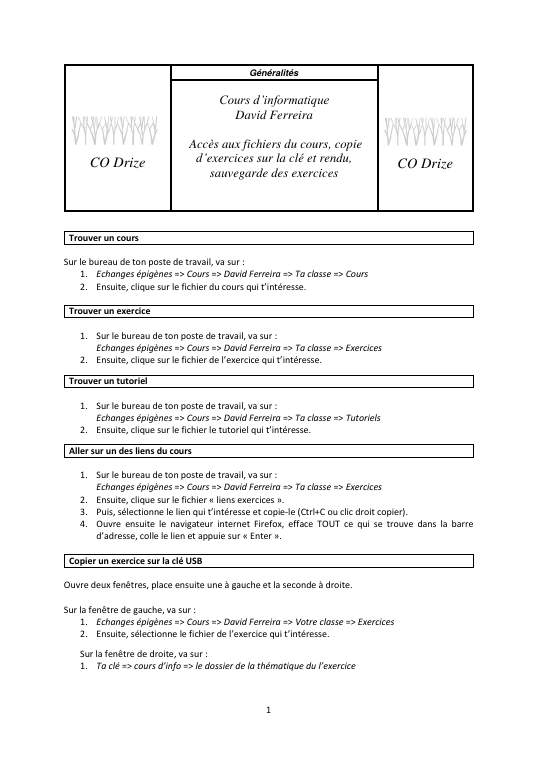 Généralités
Cours d'informatique
David Ferreira
Accès aux fichiers du cours, copie
d'exercices sur la clé et rendu,
sauvegarde des exercices
CO Drize
CO Drize
Trouver un cours
Sur le bureau de ton poste de travail, va sur :
1. Echanges épigènes => Cours => David Ferreira => Ta classe => Cours
2. Ensuite, clique sur le fichier du cours qui t'intéresse.
Trouver un exercice
1. Sur le bureau de ton poste de travail, va sur :
Echanges épigènes => Cours => David Ferreira => Ta classe => Exercices
2. Ensuite, clique sur le fichier de l'exercice qui t'intéresse.
Trouver un tutoriel
1. Sur le bureau de ton poste de travail, va sur :
Echanges épigènes => Cours => David Ferreira => Ta classe => Tutoriels
2. Ensuite, clique sur le fichier le tutoriel qui t'intéresse.
Aller sur un des liens du cours
1. Sur le bureau de ton poste de travail, va sur :
Echanges épigènes => Cours => David Ferreira => Ta classe => Exercices
2. Ensuite, clique sur le fichier « liens exercices ».
3. Puis, sélectionne le lien qui t'intéresse et copie-le (Ctrl+C ou clic droit copier).
4. Ouvre ensuite le navigateur internet Firefox, efface TOUT ce qui se trouve dans la barre
d'adresse, colle le lien et appuie sur « Enter ».
Copier un exercice sur la clé USB
Ouvre deux fenêtres, place ensuite une à gauche et la seconde à droite.
Sur la fenêtre de gauche, va sur :
1. Echanges épigènes => Cours => David Ferreira => Votre classe => Exercices
2. Ensuite, sélectionne le fichier de l'exercice qui t'intéresse.
Sur la fenêtre de droite, va sur :
1. Ta clé => cours d'info => le dossier de la thématique du l'exercice
1